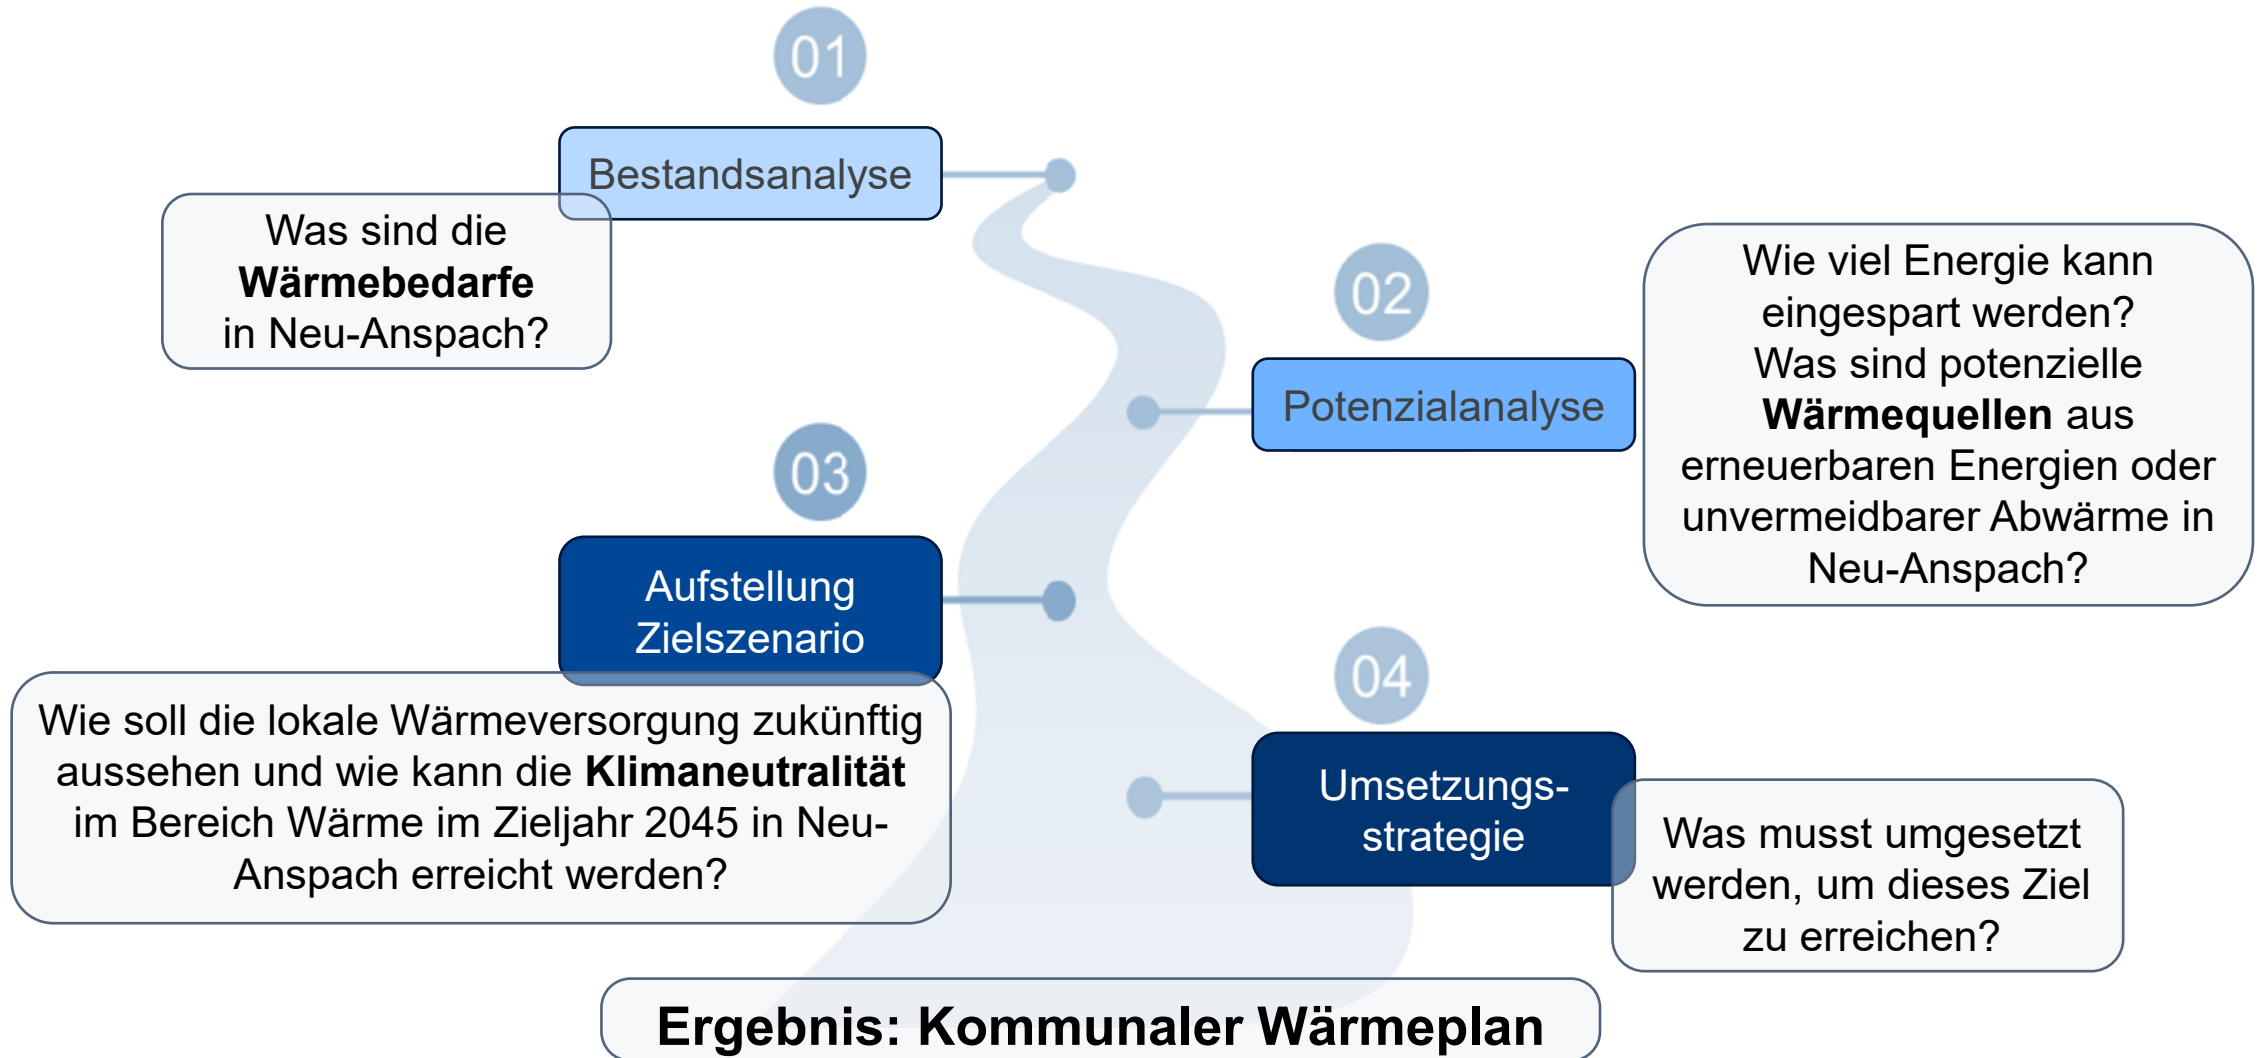 01
Bestandsanalyse
Was sind die
Wärmebedarfe
in Neu-Anspach?
02
Potenzialanalyse
Wie viel Energie kann
eingespart werden?
Was sind potenzielle
Wärmequellen aus
erneuerbaren Energien oder
unvermeidbarer Abwärme in
Neu-Anspach?
03
Aufstellung
Zielszenario
Wie soll die lokale Wärmeversorgung zukünftig
aussehen und wie kann die Klimaneutralität
im Bereich Wärme im Zieljahr 2045 in Neu-
Anspach erreicht werden?
04
Umsetzungs-
strategie
Was musst umgesetzt
werden, um dieses Ziel
zu erreichen?
Ergebnis: Kommunaler Wärmeplan